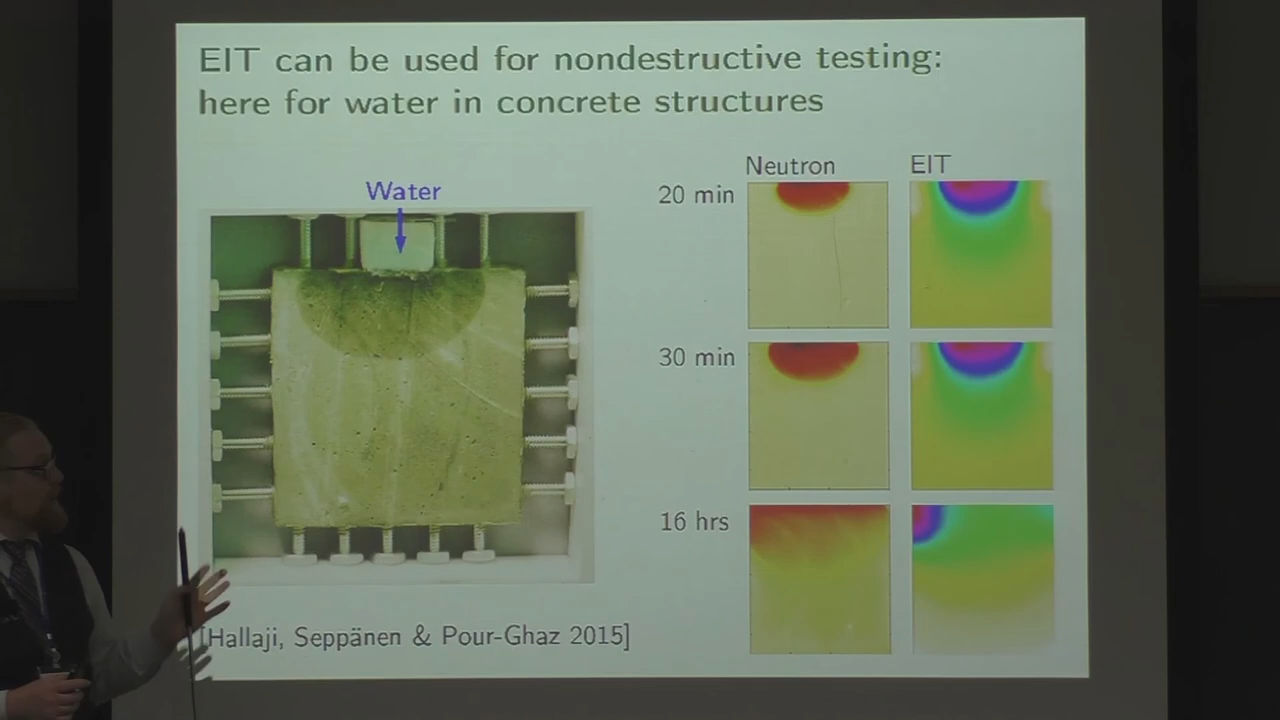 EIT can be used for nondestructive testing:
here for water in concrete structures
Water
Neutron
EIT
20 min
30 min
16 hrs
[Hallaji, Seppänen & Pour-Ghaz 2015]